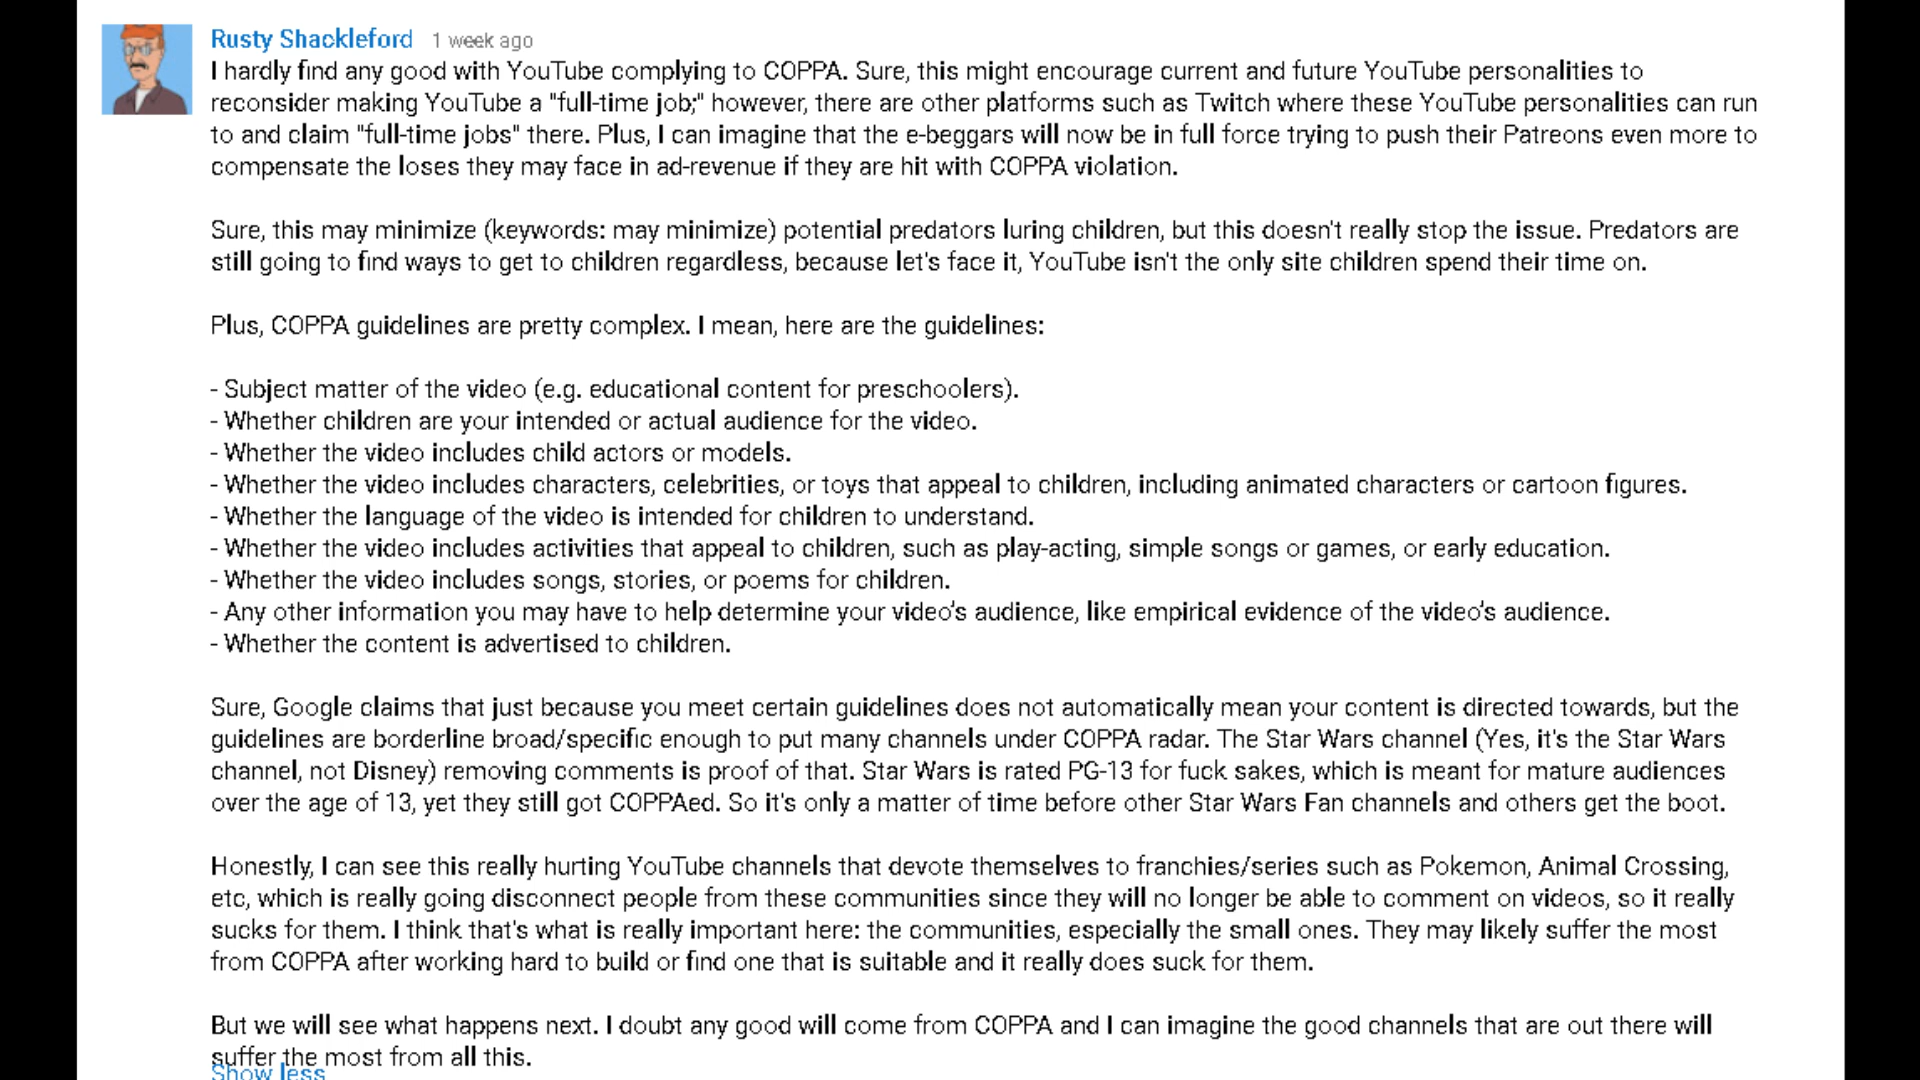 Rusty Shackleford 1 week ago
I hardly find any good with YouTube complying to COPPA. Sure, this might encourage current and future YouTube personalities to
reconsider making YouTube a "full-time job;" however, there are other platforms such as Twitch where these YouTube personalities can run
to and claim "full-time jobs" there. Plus, I can imagine that the e-beggars will now be in full force trying to push their Patreons even more to
compensate the loses they may face in ad-revenue if they are hit with COPPA violation.

Sure, this may minimize (keywords: may minimize) potential predators luring children, but this doesn't really stop the issue. Predators are
still going to find ways to get to children regardless, because let's face it, YouTube isn't the only site children spend their time on.

Plus, COPPA guidelines are pretty complex. I mean, here are the guidelines:

- Subject matter of the video (e.g. educational content for preschoolers).
- Whether children are your intended or actual audience for the video.
- Whether the video includes child actors or models.
- Whether the video includes characters, celebrities, or toys that appeal to children, including animated characters or cartoon figures.
- Whether the language of the video is intended for children to understand.
- Whether the video includes activities that appeal to children, such as play-acting, simple songs or games, or early education.
- Whether the video includes songs, stories, or poems for children.
- Any other information you may have to help determine your video's audience, like empirical evidence of the video's audience.
- Whether the content is advertised to children.

Sure, Google claims that just because you meet certain guidelines does not automatically mean your content is directed towards, but the
guidelines are borderline broad/specific enough to put many channels under COPPA radar. The Star Wars channel (Yes, it's the Star Wars
channel, not Disney) removing comments is proof of that. Star Wars is rated PG-13 for fuck sakes, which is meant for mature audiences
over the age of 13, yet they still got COPPAed. So it's only a matter of time before other Star Wars Fan channels and others get the boot.

Honestly, I can see this really hurting YouTube channels that devote themselves to franchies/series such as Pokemon, Animal Crossing,
etc, which is really going disconnect people from these communities since they will no longer be able to comment on videos, so it really
sucks for them. I think that's what is really important here: the communities, especially the small ones. They may likely suffer the most
from COPPA after working hard to build or find one that is suitable and it really does suck for them.

But we will see what happens next. I doubt any good will come from COPPA and I can imagine the good channels that are out there will
suffer the most from all this.
Show less